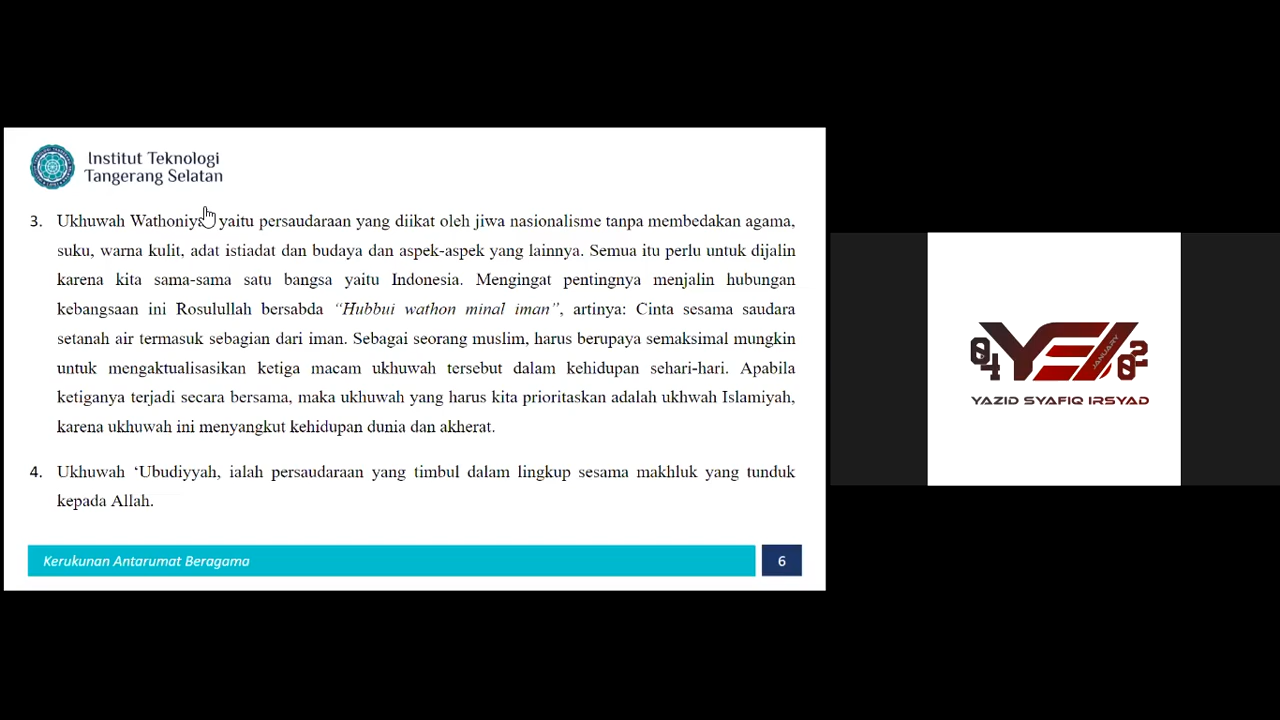 Institut Teknologi
Tangerang Selatan
3. Ukhuwah Wathoniya yaitu persaudaraan yang diikat oleh jiwa nasionalisme tanpa membedakan agama,
suku, warna kulit, adat istiadat dan budaya dan aspek-aspek yang lainnya. Semua itu perlu untuk dijalin
karena kita sama-sama satu bangsa yaitu Indonesia. Mengingat pentingnya menjalin hubungan
kebangsaan ini Rosulullah bersabda “Hubbui wathon minal iman”, artinya: Cinta sesama saudara
setanah air termasuk sebagian dari iman. Sebagai seorang muslim, harus berupaya semaksimal mungkin
untuk mengaktualisasikan ketiga macam ukhuwah tersebut dalam kehidupan sehari-hari. Apabila
ketiganya terjadi secara bersama, maka ukhuwah yang harus kita prioritaskan adalah ukhwah Islamiyah,
karena ukhuwah ini menyangkut kehidupan dunia dan akherat.
4. Ukhuwah ‘Ubudiyyah, ialah persaudaraan yang timbul dalam lingkup sesama makhluk yang tunduk
kepada Allah.
Kerukunan Antarumat Beragama
6
04 YSI JANUARY 02
YAZID SYAFIQ IRSYAD